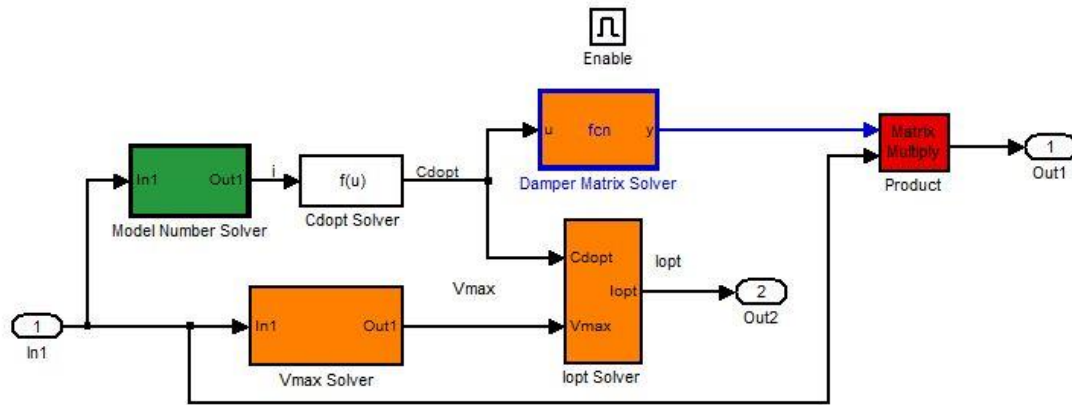 Enable
u fcn y
Damper Matrix Solver
Matrix
Multiply
Product
1
Out1
In1 Out1
Model Number Solver
i
f(u)
Cdopt Solver
Cdopt
Cdopt
Iopt
Vmax
Iopt Solver
Iopt
2
Out2
Vmax
1
In1
In1 Out1
Vmax Solver